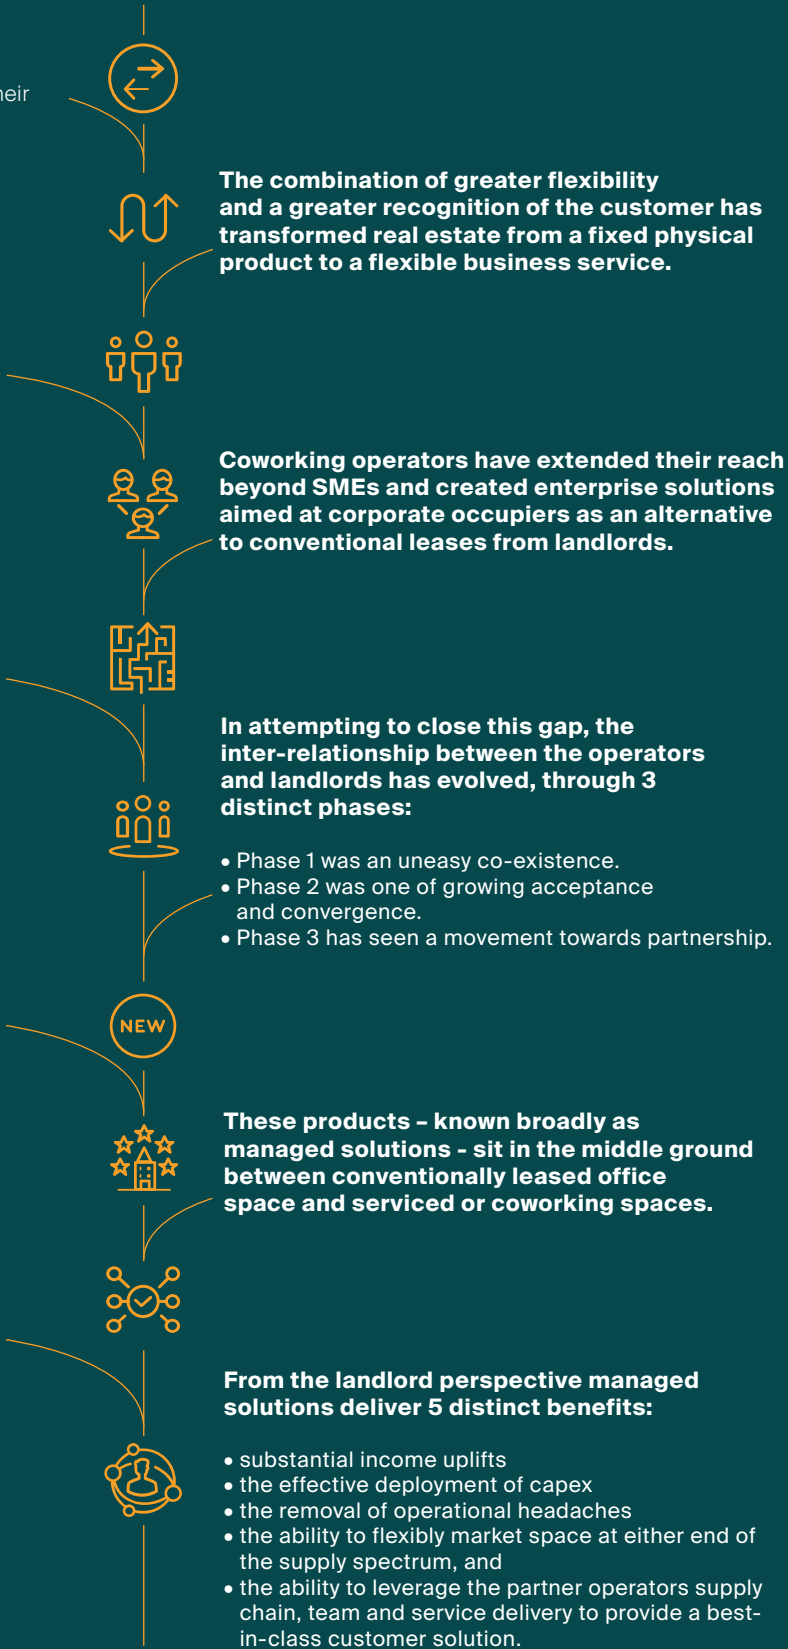 heir
The combination of greater flexibility
and a greater recognition of the customer has
transformed real estate from a fixed physical
product to a flexible business service.
Coworking operators have extended their reach
beyond SMEs and created enterprise solutions
aimed at corporate occupiers as an alternative
to conventional leases from landlords.
In attempting to close this gap, the
inter-relationship between the operators
and landlords has evolved, through 3
distinct phases:
• Phase 1 was an uneasy co-existence.
• Phase 2 was one of growing acceptance
and convergence.
• Phase 3 has seen a movement towards partnership.
NEW
These products – known broadly as
managed solutions - sit in the middle ground
between conventionally leased office
space and serviced or coworking spaces.
From the landlord perspective managed
solutions deliver 5 distinct benefits:
• substantial income uplifts
• the effective deployment of capex
• the removal of operational headaches
• the ability to flexibly market space at either end of
the supply spectrum, and
• the ability to leverage the partner operators supply
chain, team and service delivery to provide a best-
in-class customer solution.